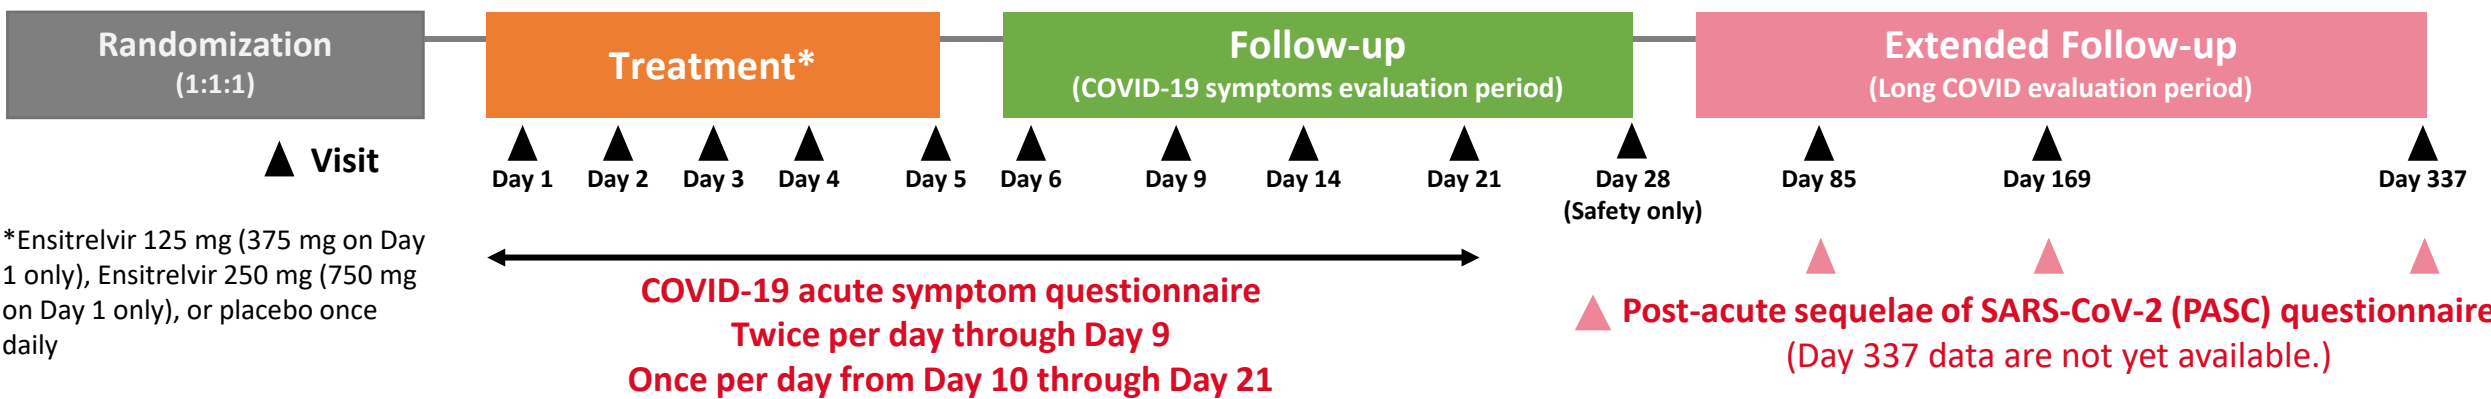 Randomization
(1:1:1)
Treatment*
Follow-up
(COVID-19 symptoms evaluation period)
Extended Follow-up
(Long COVID evaluation period)
Visit
Day 1
Day 2
Day 3
Day 4
Day 5
Day 6
Day 9
Day 14
Day 21
Day 28
(Safety only)
Day 85
Day 169
Day 337
*Ensitrelvir 125 mg (375 mg on Day
1 only), Ensitrelvir 250 mg (750 mg
on Day 1 only), or placebo once
daily
COVID-19 acute symptom questionnaire
Twice per day through Day 9
Once per day from Day 10 through Day 21
Post-acute sequelae of SARS-CoV-2 (PASC) questionnaire
(Day 337 data are not yet available.)